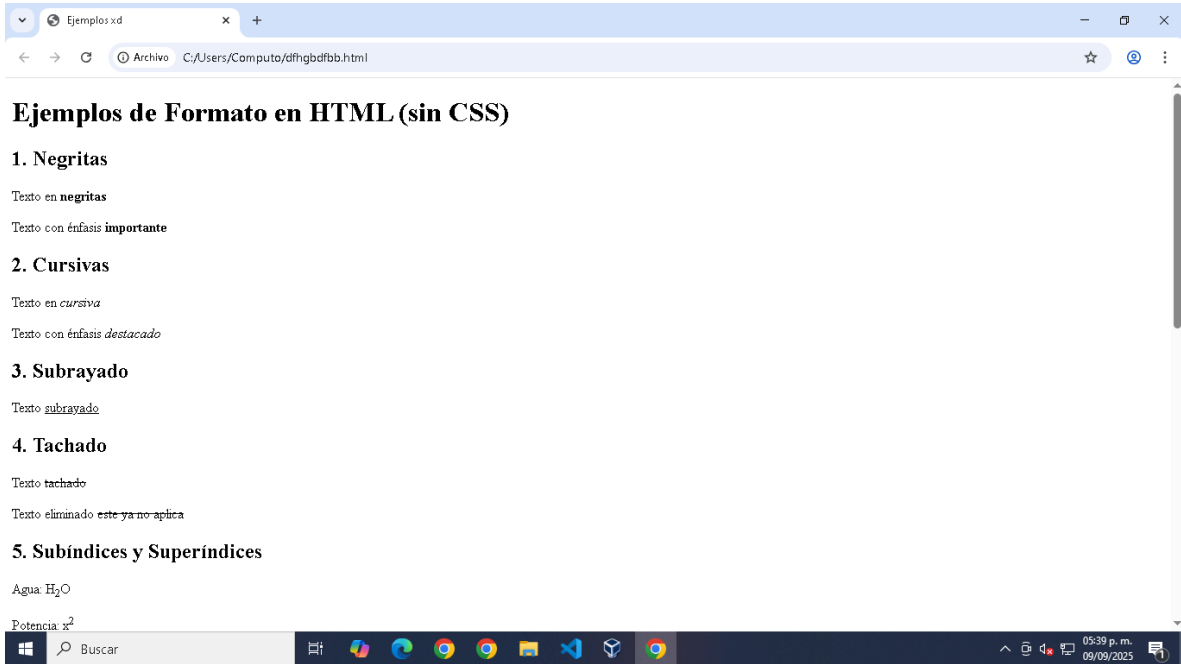 Ejemplos xd
Archivo C:/Users/Computo/dfhgbdfbb.html
Ejemplos de Formato en HTML (sin CSS)
1. Negritas
Texto en negritas
Texto con énfasis importante
2. Cursivas
Texto en cursiva
Texto con énfasis destacado
3. Subrayado
Texto subrayado
4. Tachado
Texto tachado
Texto eliminado este ya no aplica
5. Subíndices y Superíndices
Agua: H₂O
Potencia: x²
Buscar
05:39 p. m.
09/09/2025
1